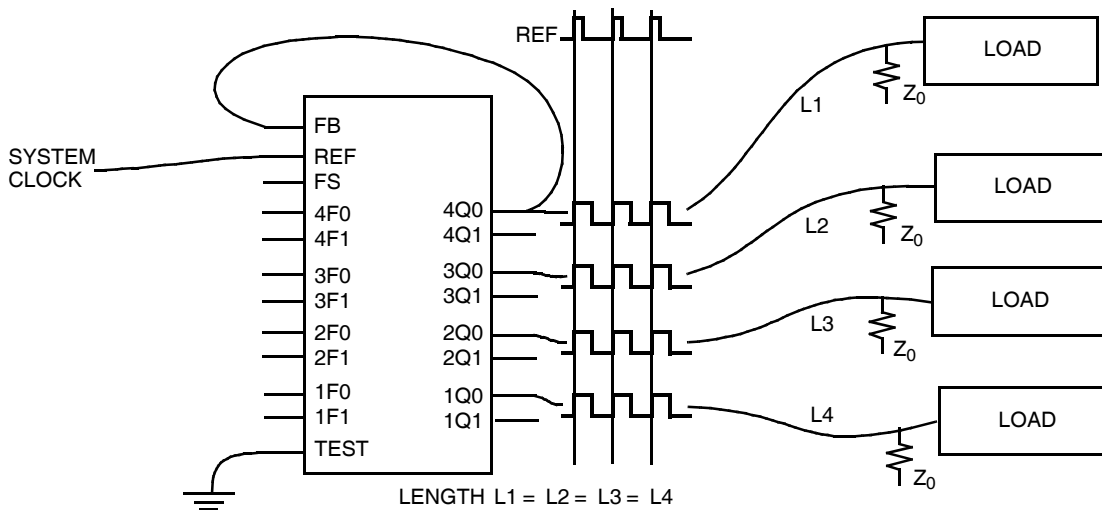 REF
LOAD
L1
Z0
FB
SYSTEM
CLOCK
REF
FS
4F0
4F1
3F0
3F1
2F0
2F1
1F0
1F1
TEST
4Q0
4Q1
3Q0
3Q1
2Q0
2Q1
1Q0
1Q1
LOAD
L2
Z0
LOAD
L3
Z0
LOAD
L4
Z0
LENGTH L1 = L2 = L3 = L4